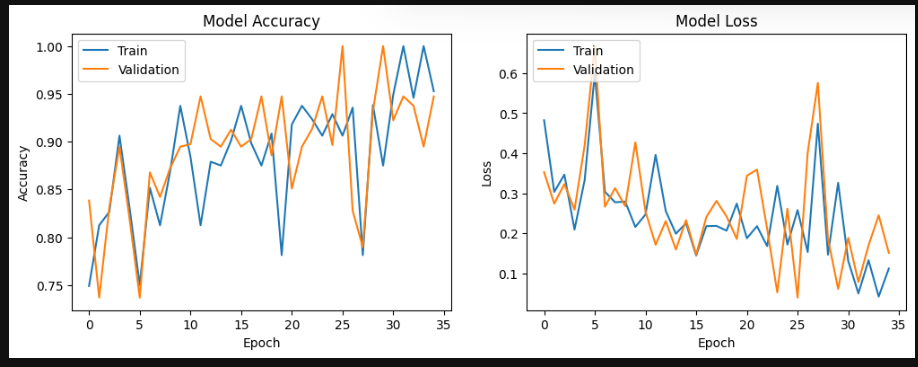 Model Accuracy
Train
Validation
1.00
0.95
0.90
0.85
0.80
0.75
Accuracy
0 5 10 15 20 25 30 35
Epoch
Model Loss
Train
Validation
0.6
0.5
0.4
0.3
0.2
0.1
Loss
0 5 10 15 20 25 30 35
Epoch